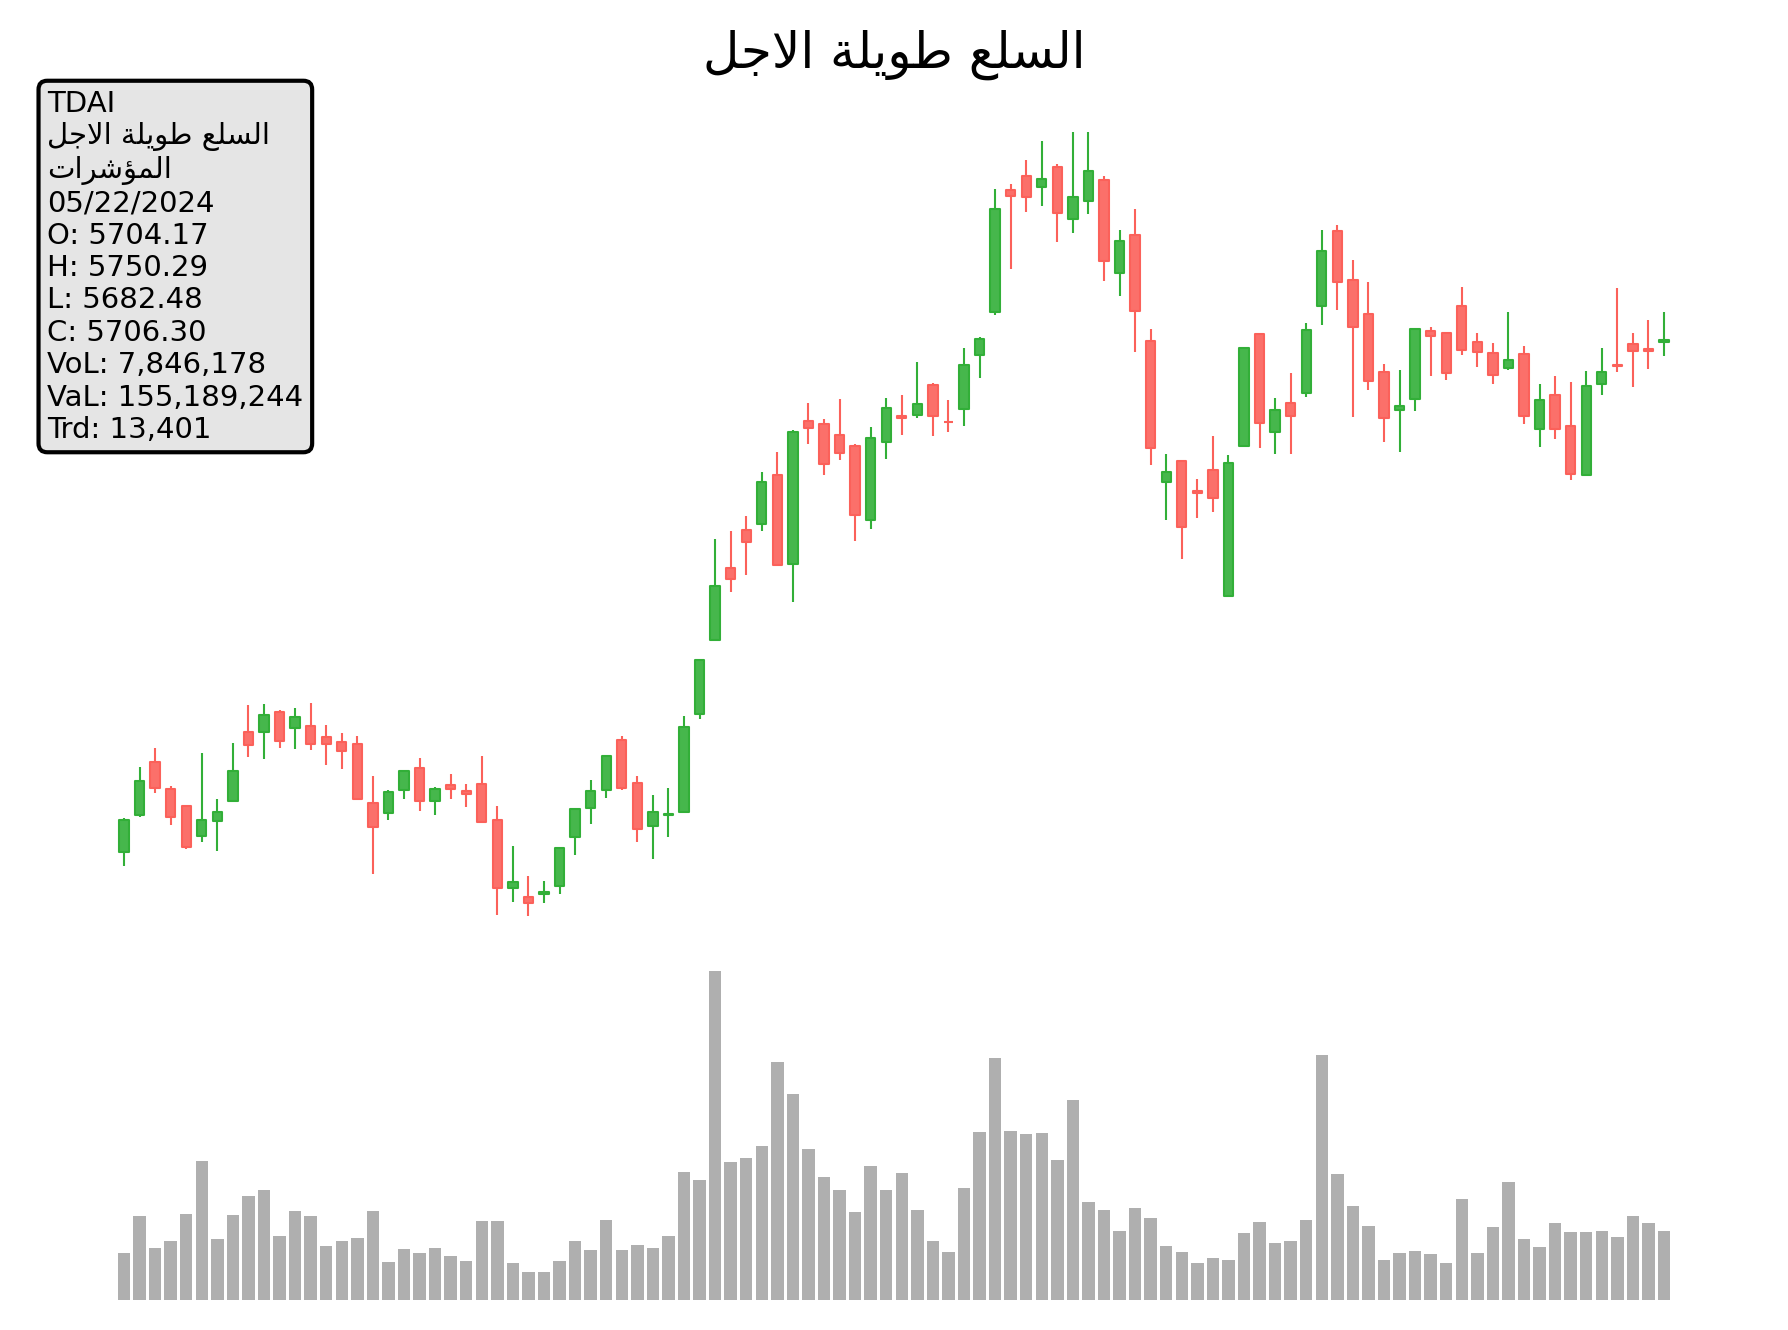 السلع طويلة الاجل
TDAI
السلع طويلة الاجل
المؤشرات
05/22/2024
O: 5704.17
H: 5750.29
L: 5682.48
C: 5706.30
VoL: 7,846,178
VaL: 155,189,244
Trd: 13,401